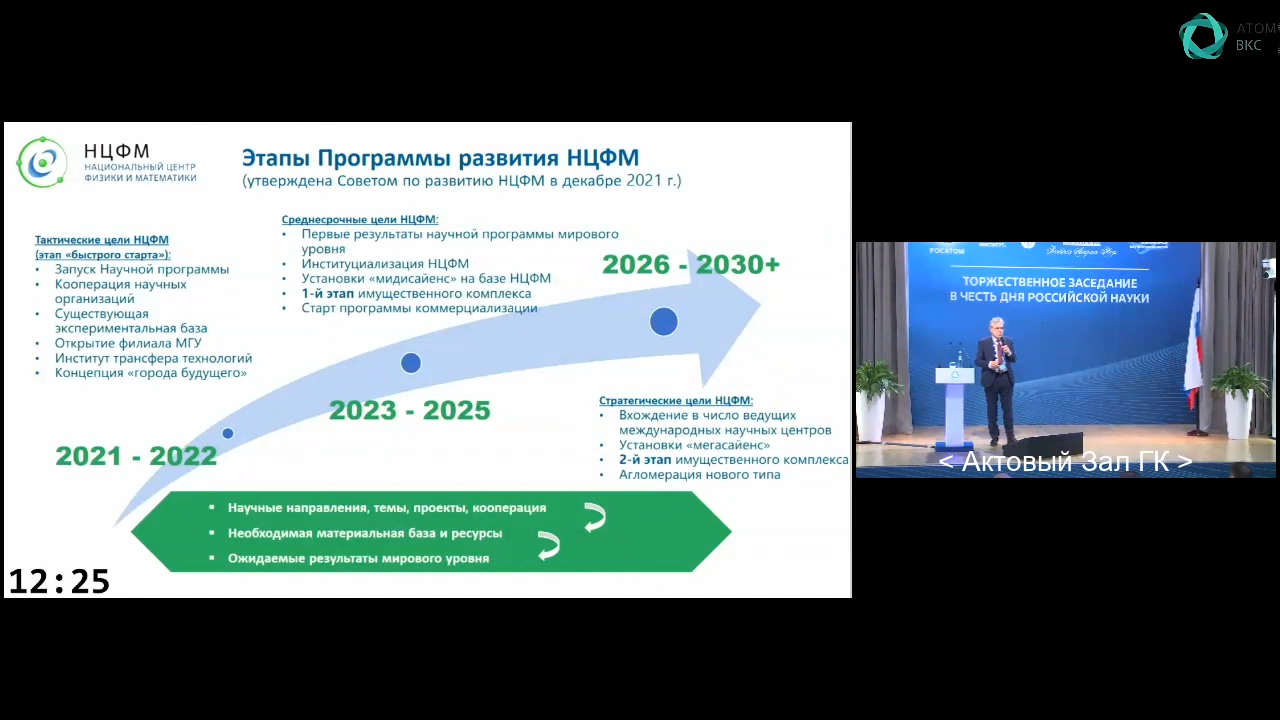 АТОМ
ВКС
НЦФМ
НАЦИОНАЛЬНЫЙ ЦЕНТР
ФИЗИКИ И МАТЕМАТИКИ
Этапы Программы развития НЦФМ
(утверждена Советом по развитию НЦФМ в декабре 2021 г.)
Тактические цели НЦФМ
(этап «быстрого старта»):
• Запуск Научной программы
• Кооперация научных
организаций
• Существующая
экспериментальная база
• Открытие филиала МГУ
• Институт трансфера технологий
• Концепция «города будущего»
2021 - 2022
Среднесрочные цели НЦФМ:
• Первые результаты научной программы мирового
уровня
• Институциализация НЦФМ
• Установки «мидисайенс» на базе НЦФМ
• 1-й этап имущественного комплекса
• Старт программы коммерциализации
2023 - 2025
2026 - 2030+
Стратегические цели НЦФМ:
• Вхождение в число ведущих
международных научных центров
• Установки «мегасайенс»
• 2-й этап имущественного комплекса
• Агломерация нового типа
▪ Научные направления, темы, проекты, кооперация
▪ Необходимая материальная база и ресурсы
▪ Ожидаемые результаты мирового уровня
12:25
РОСАТОМ
ТОРЖЕСТВЕННОЕ ЗАСЕДАНИЕ
В ЧЕСТЬ ДНЯ РОССИЙСКОЙ НАУКИ
< Актовый Зал ГК >